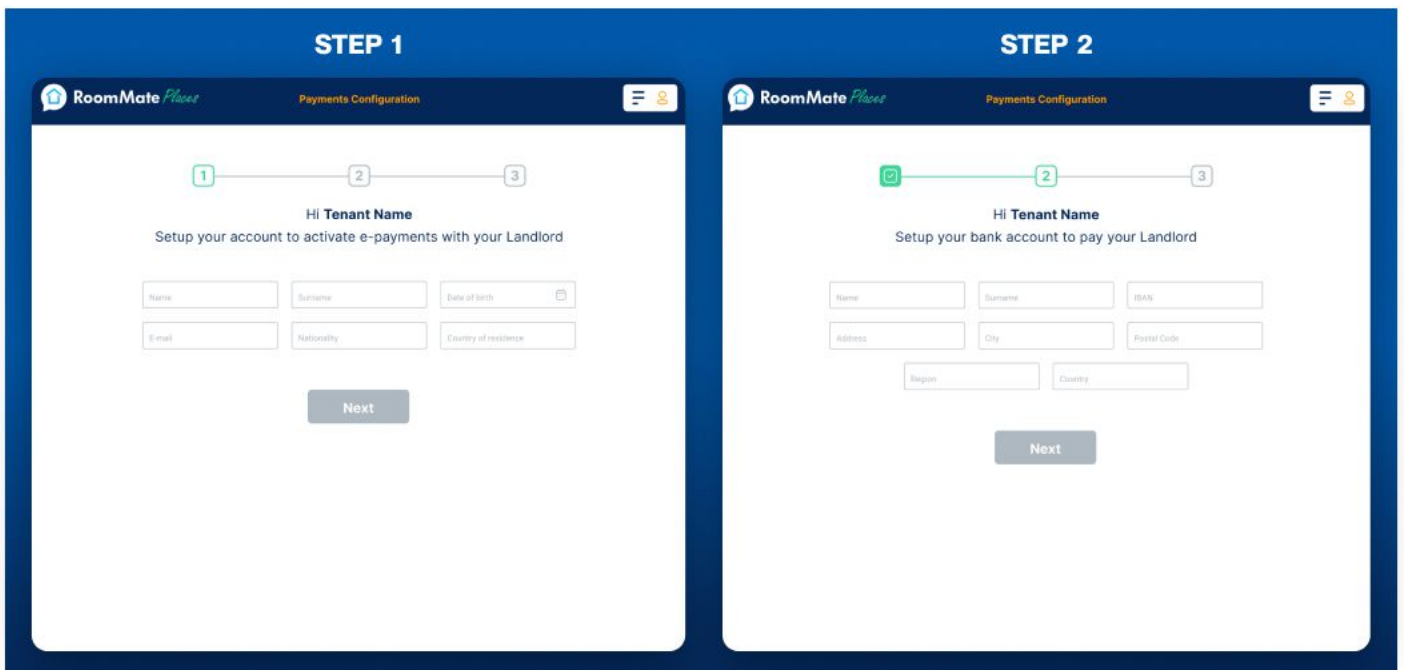 STEP 1
RoomMate Places
Payments Configuration
1
2
3
Hi Tenant Name
Setup your account to activate e-payments with your Landlord
Name
Surname
Date of birth
E-mail
Nationality
Country of residence
Next
STEP 2
RoomMate Places
Payments Configuration
2
3
Hi Tenant Name
Setup your bank account to pay your Landlord
Name
Surname
IBAN
Address
City
Postal Code
Region
Country
Next